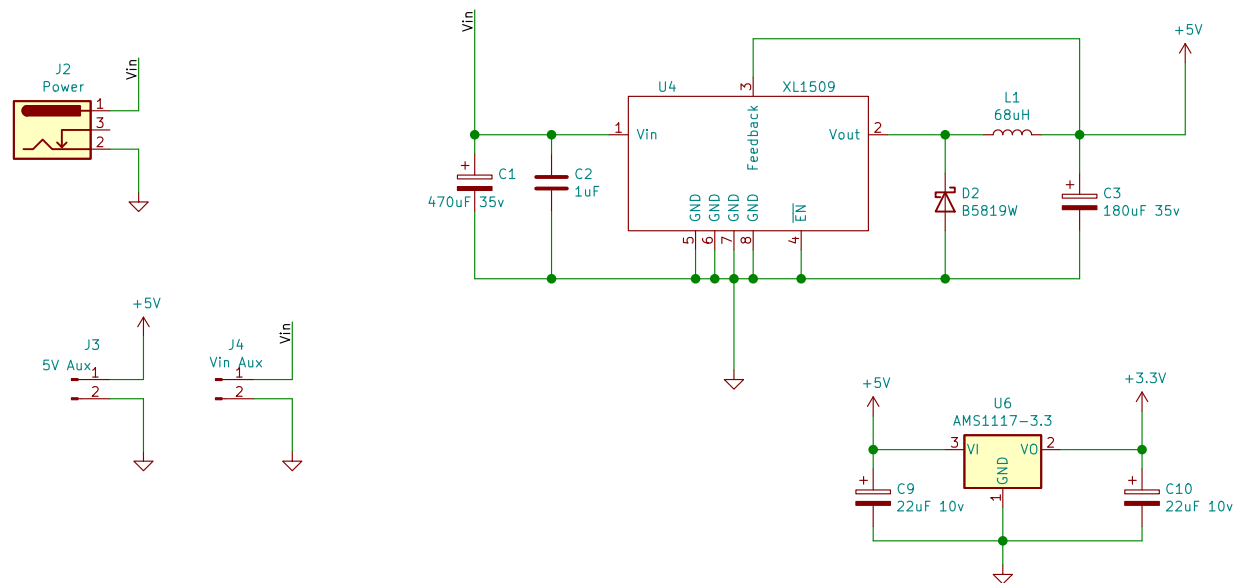 J2
Power
Vin
1
3
2
+5V
J3
5V Aux
1
2
Vin
J4
Vin Aux
1
2
Vin
U4
XL1509
3
Feedback
1
Vin
Vout
2
GND
GND
GND
GND
EN
5
6
7
8
4
+
C1
470uF 35v
C2
1uF
L1
68uH
+5V
D2
B5819W
+
C3
180uF 35v
+5V
+3.3V
U6
AMS1117-3.3
3
VI
VO
2
GND
1
+
C9
22uF 10v
+
C10
22uF 10v